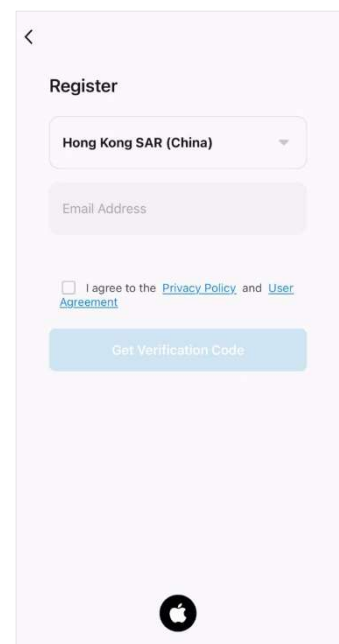 Register
Hong Kong SAR (China)
Email Address
I agree to the Privacy Policy and User
Agreement
Get Verification Code